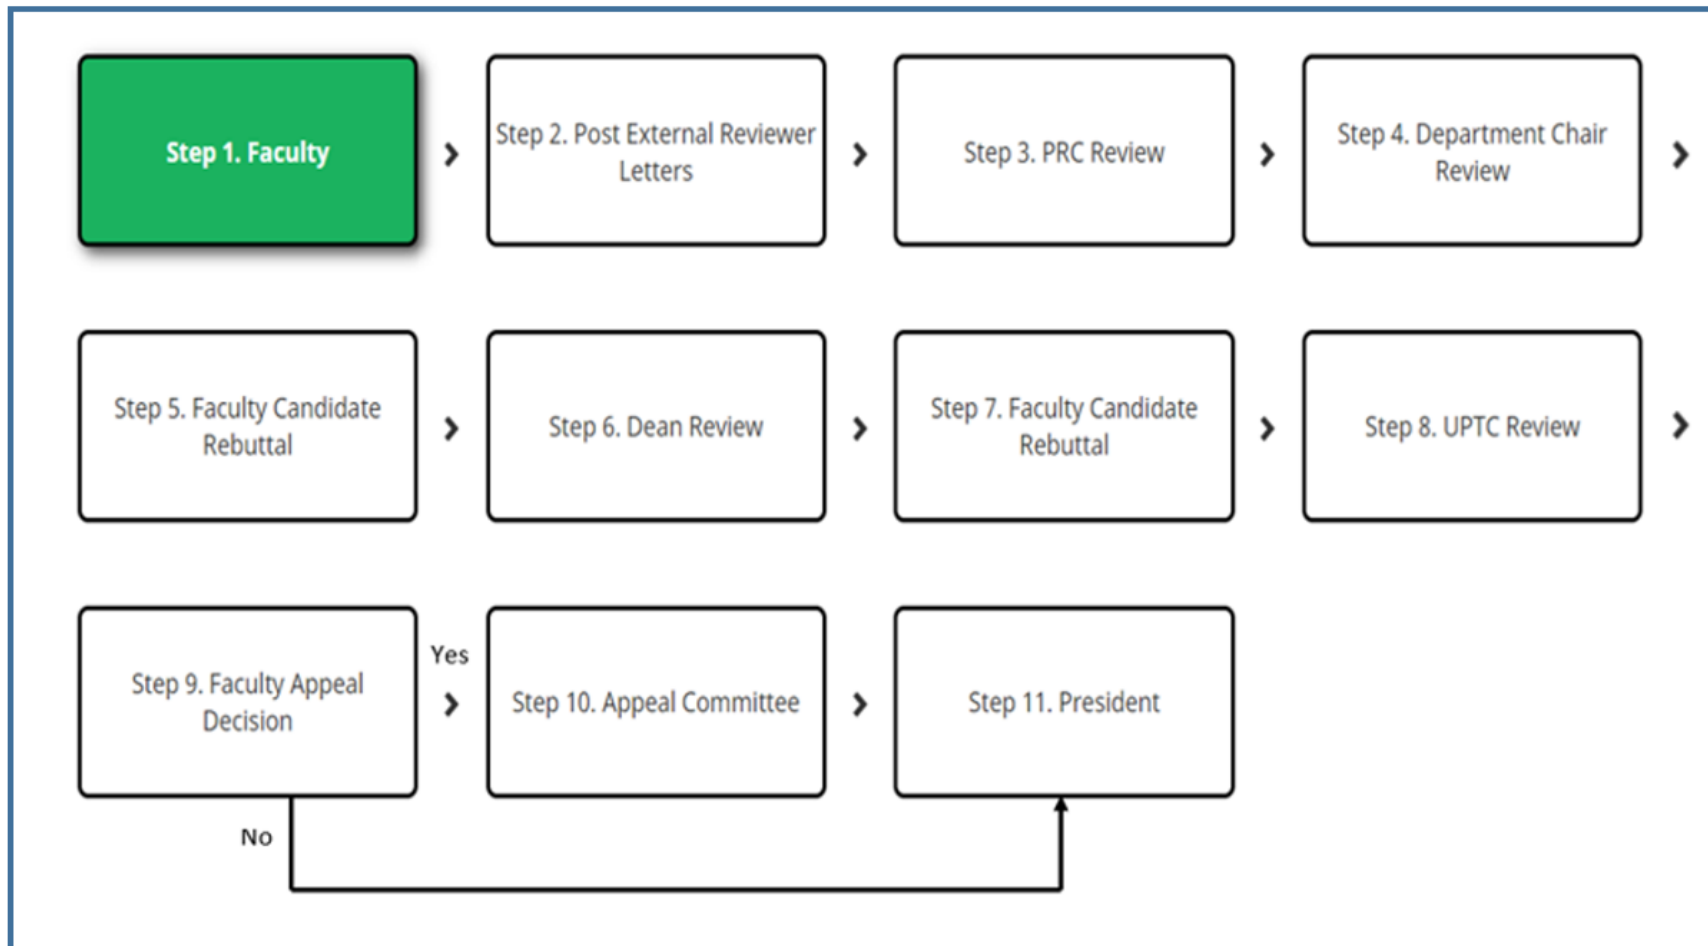 Step 1. Faculty
Step 2. Post External Reviewer
Letters
Step 3. PRC Review
Step 4. Department Chair
Review
Step 5. Faculty Candidate
Rebuttal
Step 6. Dean Review
Step 7. Faculty Candidate
Rebuttal
Step 8. UPTC Review
Step 9. Faculty Appeal
Decision
Yes
Step 10. Appeal Committee
Step 11. President
No